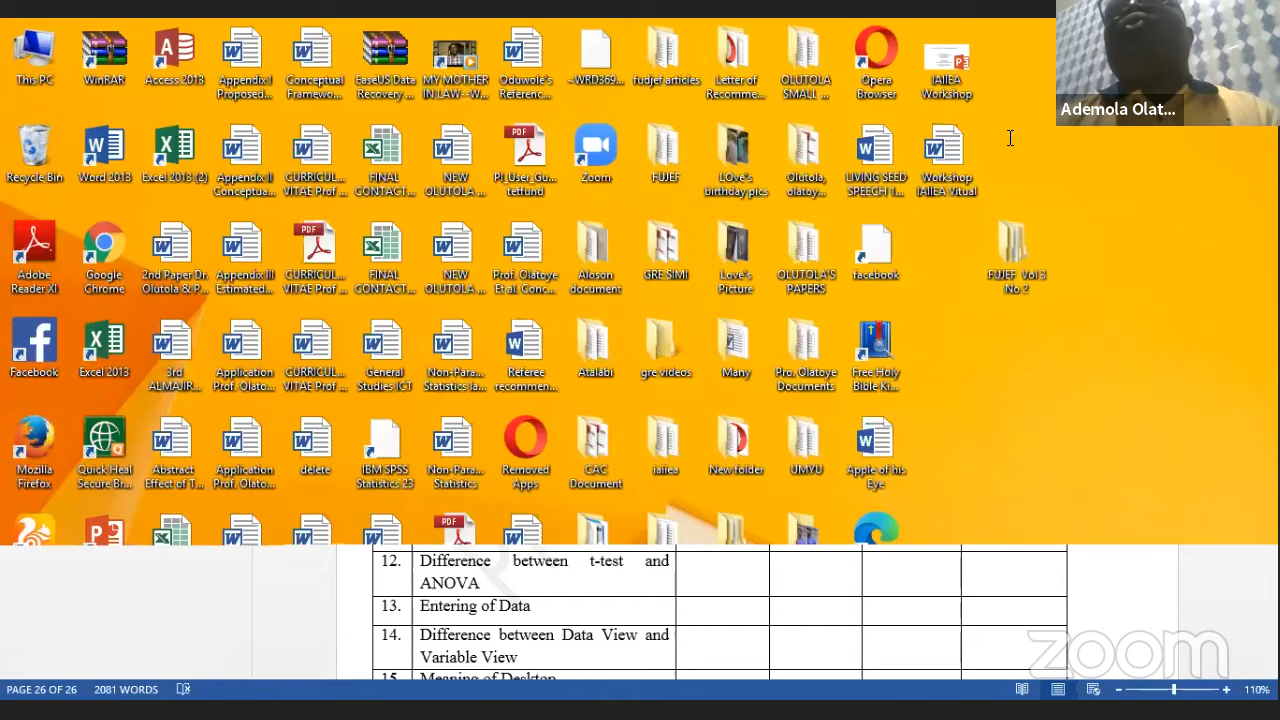 Ademola Olat...
This PC
WinRAR
Access 2013
Appendix I
Proposed...
Conceptual
Framewo...
EaseUS Data
Recovery ...
MY MOTHER
IN LAW--W...
Oduwole's
Referenc...
~WRD369...
fudjef articles
Letter of
Recomme...
OLUTOLA
SMALL ...
Opera
Browser
IAIIEA
Workshop
Recycle Bin
Word 2013
Excel 2013 (2)
Appendix II
Conceptua...
CURRICUL...
VITAE Prof ...
FINAL
CONTACT...
NEW
OLUTOLA ...
PI_User_Gu...
tetfund
Zoom
FUJEF
LOve's
birthday pics
Olutola,
olatoy...
LIVING SEED
SPEECH 1...
Workshop
IAIIEA Vitual
Adobe
Reader XI
Google
Chrome
2nd Paper Dr.
Olutola & P...
Appendix III
Estimated...
CURRICUL...
VITAE Prof ...
FINAL
CONTACT...
NEW
OLUTOLA ...
Prof. Olatoye
Et al. Conc...
Aloson
document
GRE SIMI
Love's
Picture
OLUTOLA'S
PAPERS
facebook
FUJEF Vol 3
No 2
Facebook
Excel 2013
3rd
ALMAJIR...
Application
Prof. Olato...
CURRICUL...
VITAE Prof ...
General
Studies ICT
Non-Para...
Statistics la...
Referee
recommen...
Atalabi
gre videos
Many
Pro. Olatoye
Documents
Free Holy
Bible Ki...
Mozilla
Firefox
Quick Heal
Secure Br...
Abstract
Effect of T...
Application
Prof. Olato...
delete
IBM SPSS
Statistics 23
Non-Para...
Statistics
Removed
Apps
CAC
Document
iaiiea
New folder
UMYU
Apple of his
Eye
12. Difference between t-test and
ANOVA
13. Entering of Data
14. Difference between Data View and
Variable View
15. Meaning of Desktop
zoom
PAGE 26 OF 26 2081 WORDS 110%